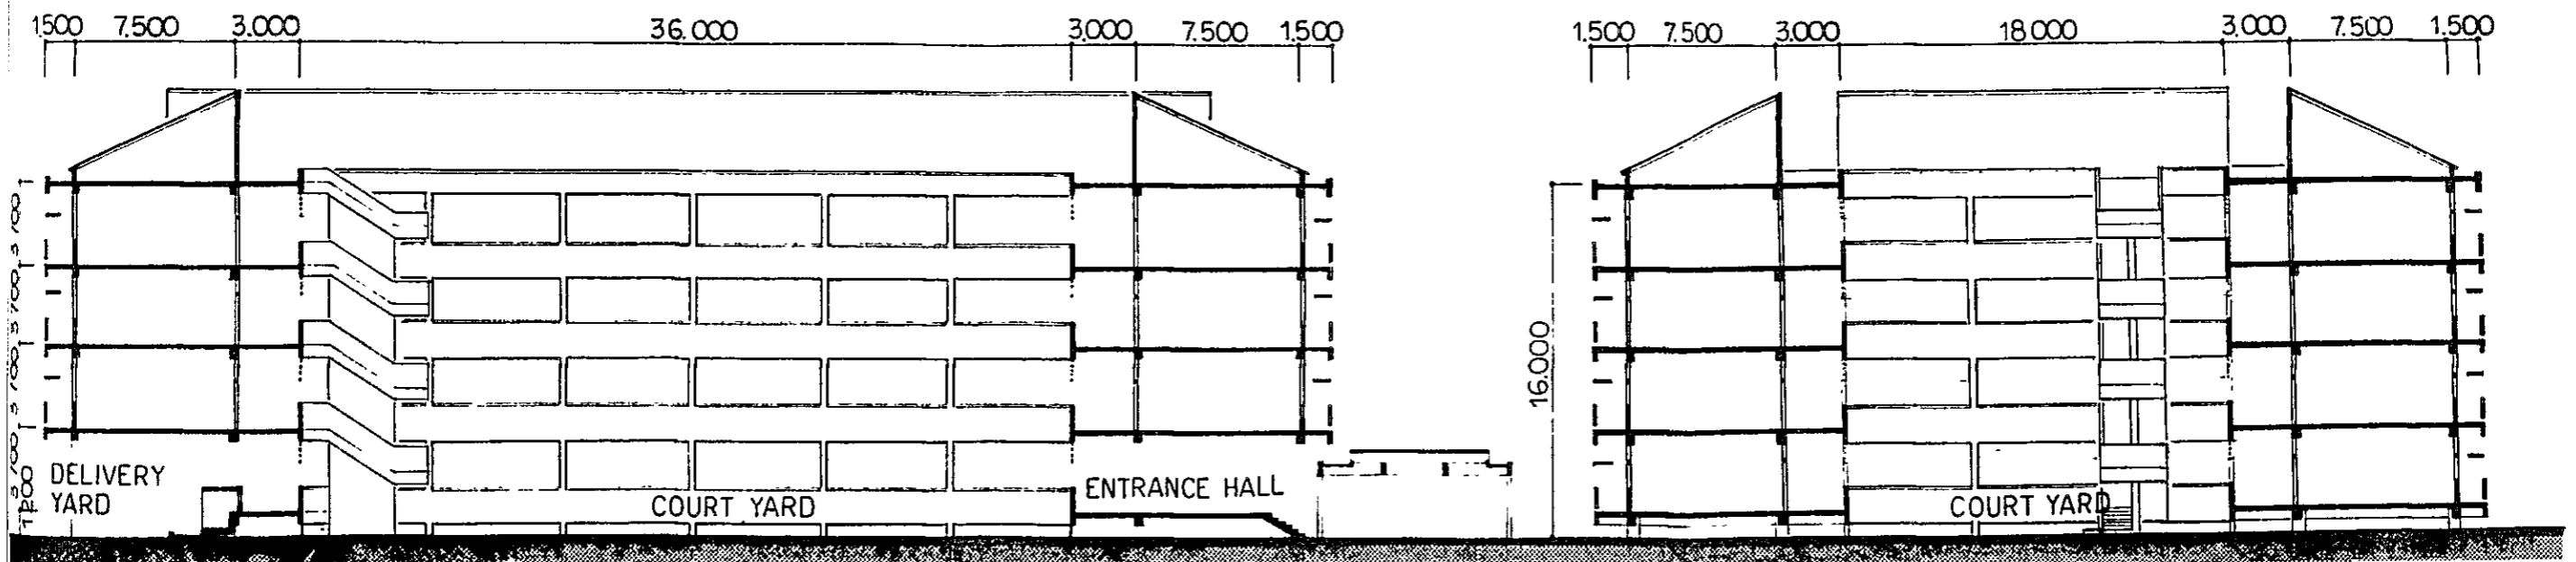 1.500 7.500 3.000 36.000 3.000 7.500 1.500
1.500 7.500 3.000 18 000 3.000 7.500 1.500
16.000
DELIVERY
YARD
COURT YARD
ENTRANCE HALL
COURT YARD